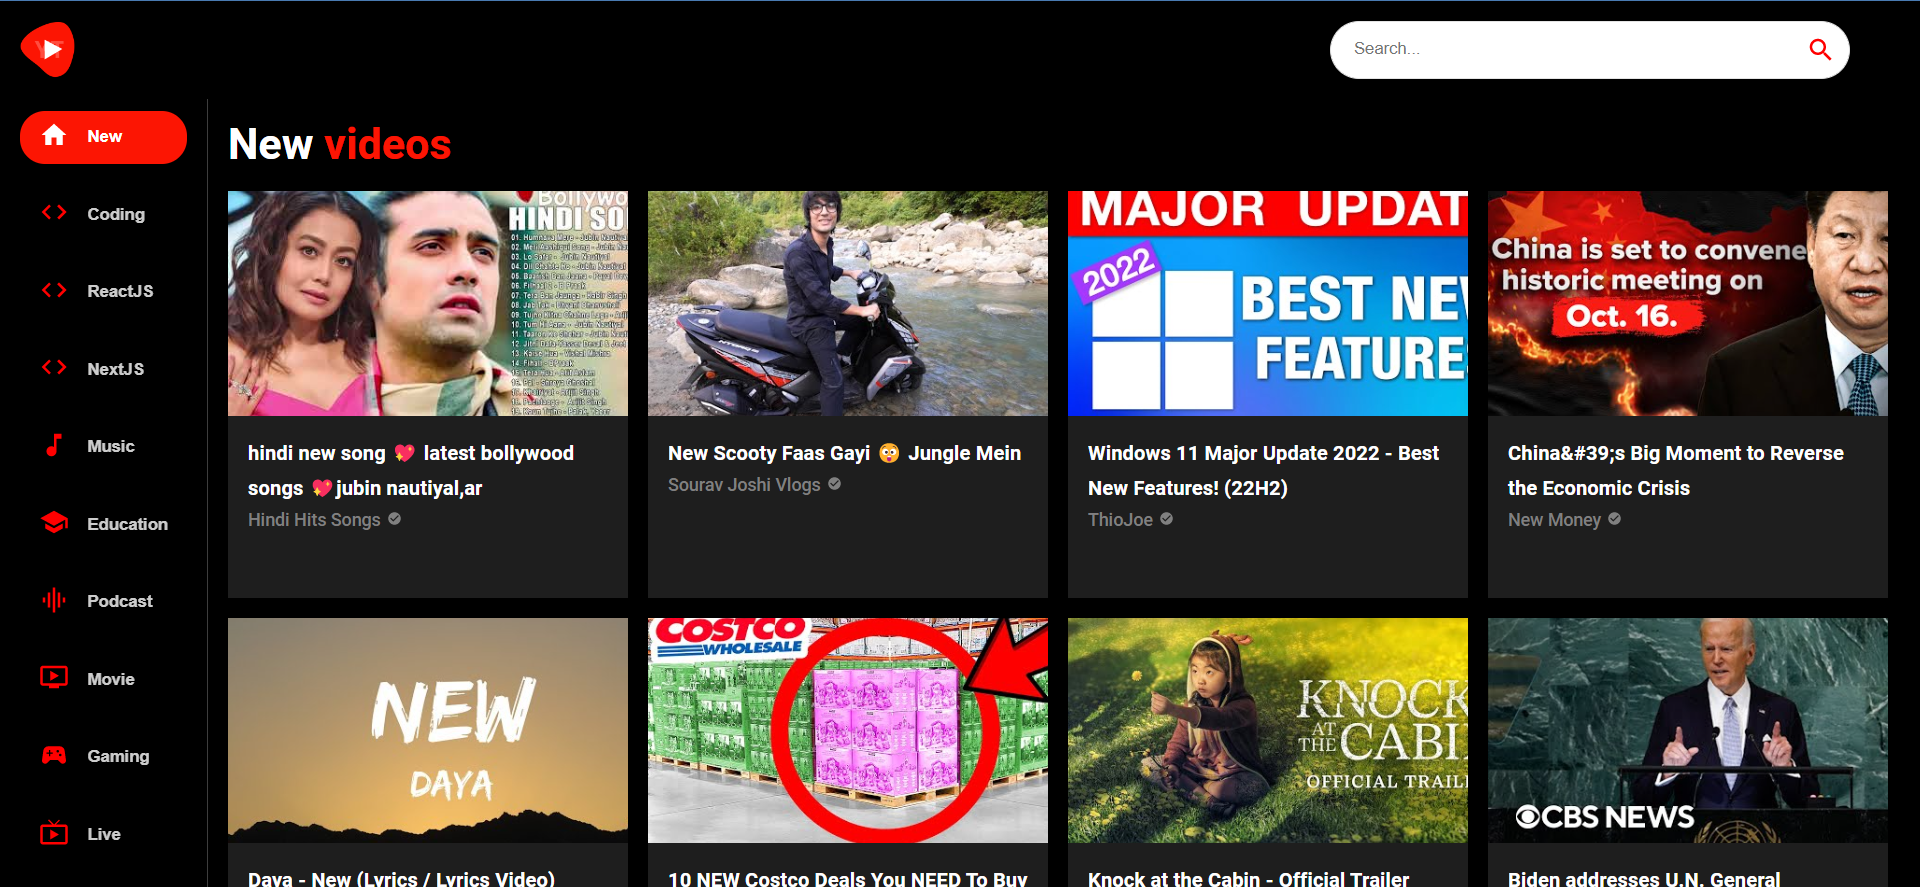 Search...
New
Coding
ReactJS
NextJS
Music
Education
Podcast
Movie
Gaming
Live
New videos
Bollywo
HINDI SO
MAJOR UPDAT
2022
BEST NEW
FEATURES
China is set to convene
historic meeting on
Oct. 16.
hindi new song 💖 latest bollywood
songs 💖jubin nautiyal,ar
Hindi Hits Songs
New Scooty Faas Gayi 😳 Jungle Mein
Sourav Joshi Vlogs
Windows 11 Major Update 2022 - Best
New Features! (22H2)
ThioJoe
China&#39;s Big Moment to Reverse
the Economic Crisis
New Money
NEW
DAYA
COSTCO
WHOLESALE
KNOCK
AT THE CABI
OFFICIAL TRAIL
CBS NEWS
Daya - New (Lyrics / Lyrics Video)
10 NEW Costco Deals You NEED To Buy
Knock at the Cabin - Official Trailer
Biden addresses U.N. General